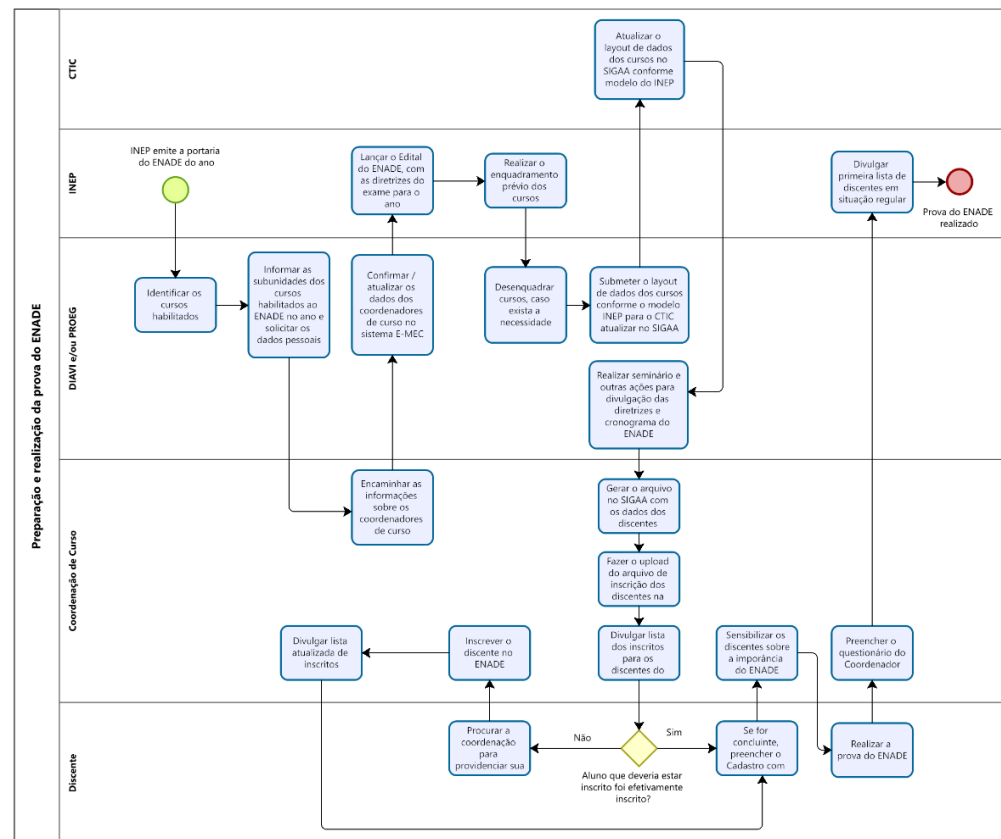 Preparação e realização da prova do ENADE
CTIC
Atualizar o
layout de dados
dos cursos no
SIGAA conforme
modelo do INEP
INEP
INEP emite a portaria
do ENADE do ano
Lançar o Edital
do ENADE, com
as diretrizes do
exame para o
ano
Realizar o
enquadramento
prévio dos
cursos
Divulgar
primeira lista de
discentes em
situação regular
Prova do ENADE
realizado
DIAVI e/ou PROEG
Identificar os
cursos
habilitados
Informar as
subunidades dos
cursos
habilitados ao
ENADE no ano e
solicitar os
dados pessoais
Confirmar /
atualizar os
dados dos
coordenadores
de curso no
sistema E-MEC
Desenquadrar
cursos, caso
exista a
necessidade
Submeter o layout
de dados dos cursos
conforme o modelo
INEP para o CTIC
atualizar no SIGAA
Realizar seminário e
outras ações para
divulgação das
diretrizes e
cronograma do
ENADE
Coordenação de Curso
Encaminhar as
informações
sobre os
coordenadores
de curso
Gerar o arquivo
no SIGAA com
os dados dos
discentes
Fazer o upload
do arquivo de
inscrição dos
discentes na
Divulgar lista
atualizada de
inscritos
Inscrever o
discente no
ENADE
Divulgar lista
dos inscritos
para os
discentes do
Sensibilizar os
discentes sobre
a imporância
do ENADE
Preencher o
questionário do
Coordenador
Discente
Procurar a
coordenação
para
providenciar sua
Não
Sim
Aluno que deveria estar
inscrito foi efetivamente
inscrito?
Se for
concluinte,
preencher o
Cadastro com
Realizar a
prova do ENADE